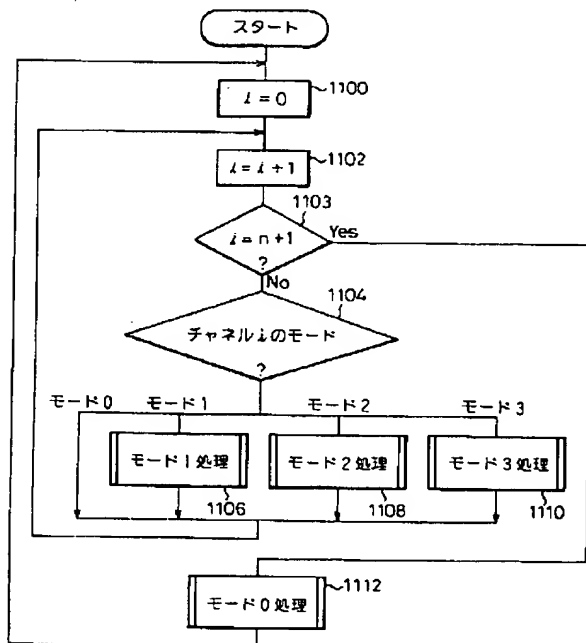 スタート
i = 0
1100
i = i + 1
1102
1103
i = n+1
?
Yes
No
1104
チャネルiのモード
?
モード0
モード1
モード2
モード3
モード1処理
モード2処理
モード3処理
1106
1108
1110
モード0処理
1112